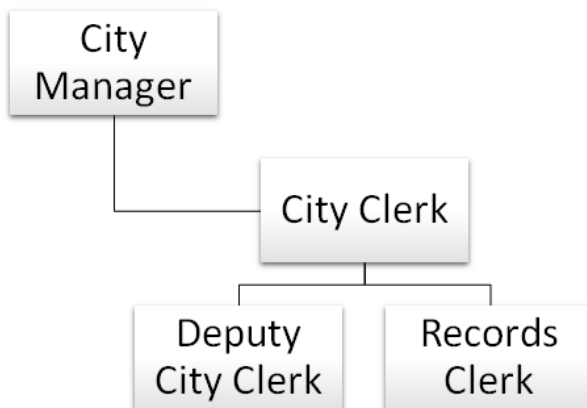 City
Manager
City Clerk
Deputy
City Clerk
Records
Clerk